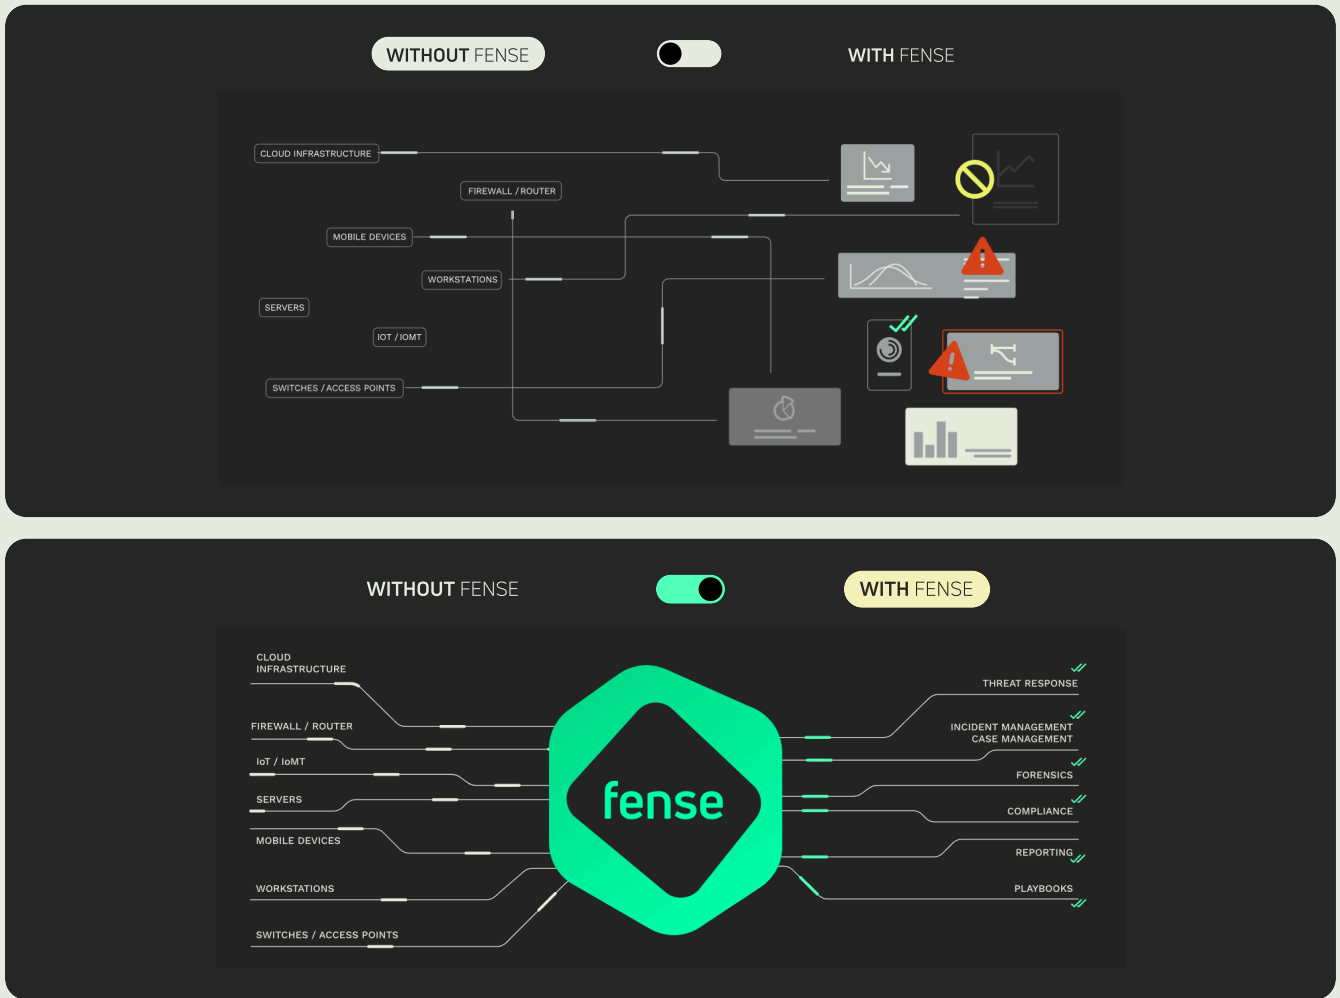 WITHOUT FENSE
WITH FENSE
CLOUD INFRASTRUCTURE
FIREWALL / ROUTER
MOBILE DEVICES
WORKSTATIONS
SERVERS
IOT / IOMT
SWITCHES / ACCESS POINTS
WITHOUT FENSE
WITH FENSE
CLOUD
INFRASTRUCTURE
FIREWALL / ROUTER
IoT / IoMT
SERVERS
MOBILE DEVICES
WORKSTATIONS
SWITCHES / ACCESS POINTS
fense
THREAT RESPONSE
INCIDENT MANAGEMENT
CASE MANAGEMENT
FORENSICS
COMPLIANCE
REPORTING
PLAYBOOKS